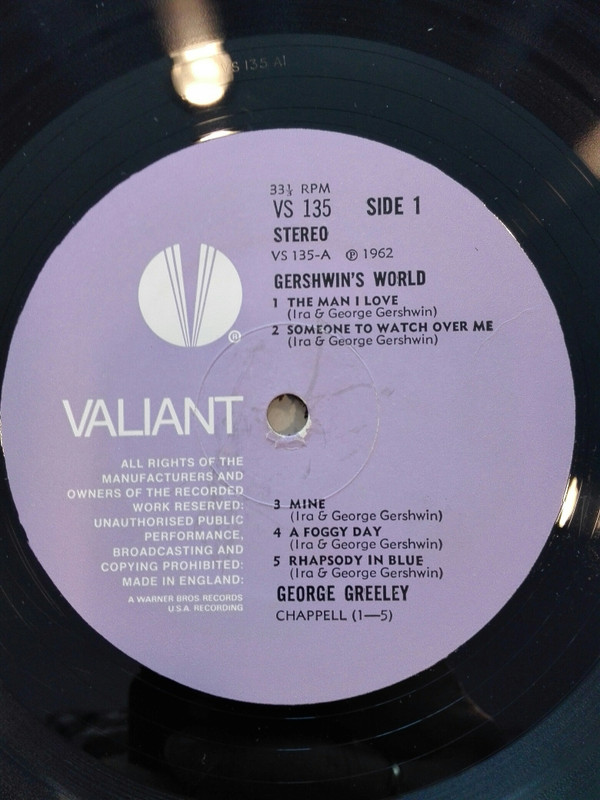 VS 135 A1
33⅓ RPM
VS 135 SIDE 1
STEREO
VS 135-A ℗ 1962
GERSHWIN'S WORLD
1 THE MAN I LOVE
(Ira & George Gershwin)
2 SOMEONE TO WATCH OVER ME
(Ira & George Gershwin)
®
VALIANT
ALL RIGHTS OF THE
MANUFACTURERS AND
OWNERS OF THE RECORDED
WORK RESERVED:
UNAUTHORISED PUBLIC
PERFORMANCE,
BROADCASTING AND
COPYING PROHIBITED:
MADE IN ENGLAND:
A WARNER BROS RECORDS
U.S.A. RECORDING
3 MINE
(Ira & George Gershwin)
4 A FOGGY DAY
(Ira & George Gershwin)
5 RHAPSODY IN BLUE
(Ira & George Gershwin)
GEORGE GREELEY
CHAPPELL (1—5)